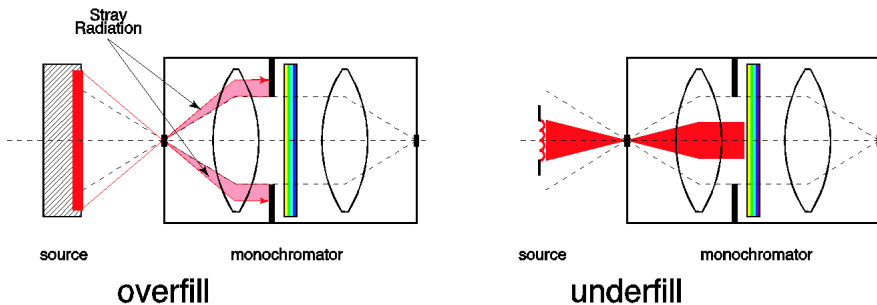 Stray
Radiation
source
monochromator
overfill
source
monochromator
underfill